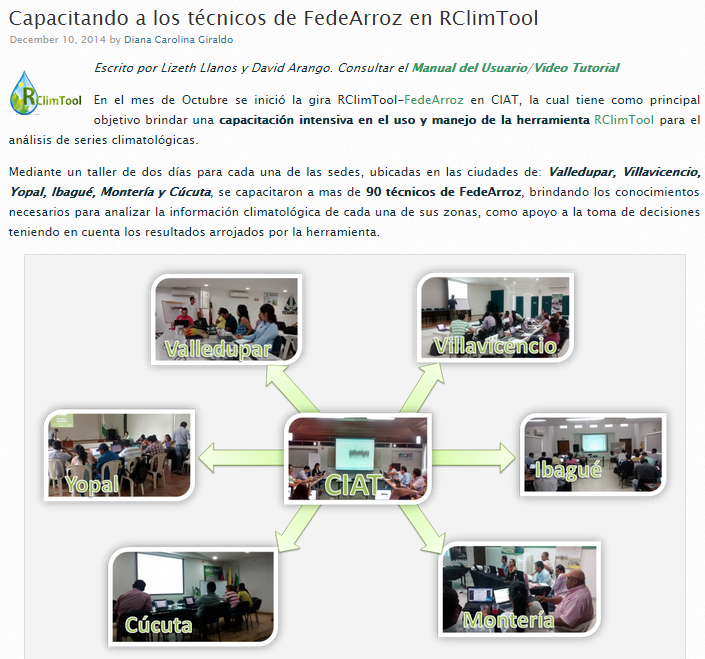 Capacitando a los técnicos de FedeArroz en RClimTool
December 10, 2014 by Diana Carolina Giraldo
Escrito por Lizeth Llanos y David Arango. Consultar el Manual del Usuario/Video Tutorial
RClimTool
En el mes de Octubre se inició la gira RClimTool-FedeArroz en CIAT, la cual tiene como principal
objetivo brindar una capacitación intensiva en el uso y manejo de la herramienta RClimTool para el
análisis de series climatológicas.
Mediante un taller de dos días para cada una de las sedes, ubicadas en las ciudades de: Valledupar, Villavicencio,
Yopal, Ibagué, Montería y Cúcuta, se capacitaron a mas de 90 técnicos de FedeArroz, brindando los conocimientos
necesarios para analizar la información climatológica de cada una de sus zonas, como apoyo a la toma de decisiones
teniendo en cuenta los resultados arrojados por la herramienta.
Valledupar
Villavicencio
Yopal
CIAT
Ibagué
Cúcuta
Montería